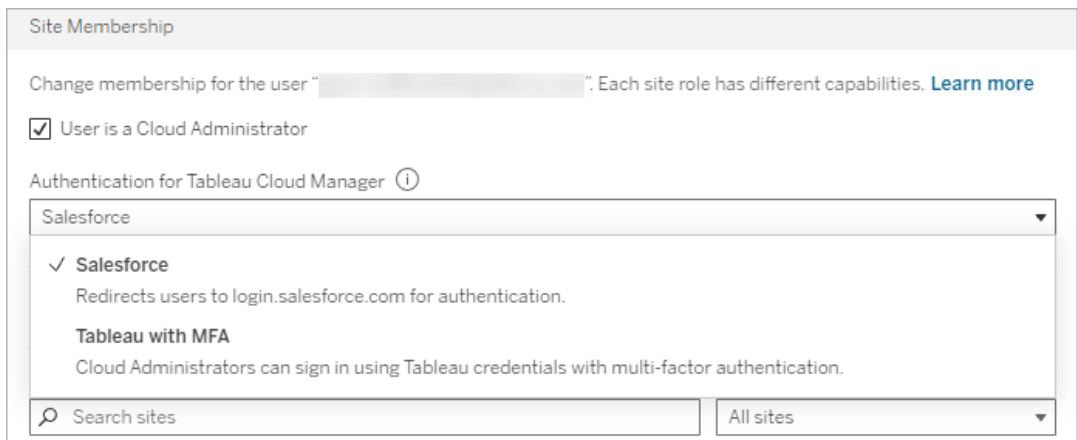 Site Membership
Change membership for the user “ ”. Each site role has different capabilities. Learn more
User is a Cloud Administrator
Authentication for Tableau Cloud Manager
Salesforce
Salesforce
Redirects users to login.salesforce.com for authentication.
Tableau with MFA
Cloud Administrators can sign in using Tableau credentials with multi-factor authentication.
Search sites All sites